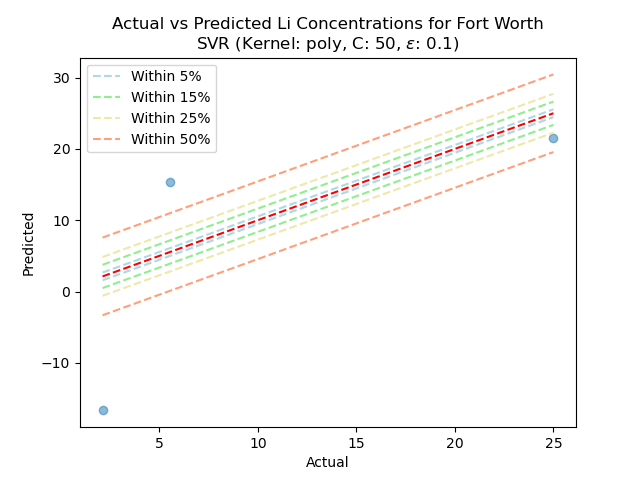 Actual vs Predicted Li Concentrations for Fort Worth
SVR (Kernel: poly, C: 50, ε: 0.1)
Within 5%
Within 15%
Within 25%
Within 50%
30
20
10
0
−10
Predicted
5
10
15
20
25
Actual